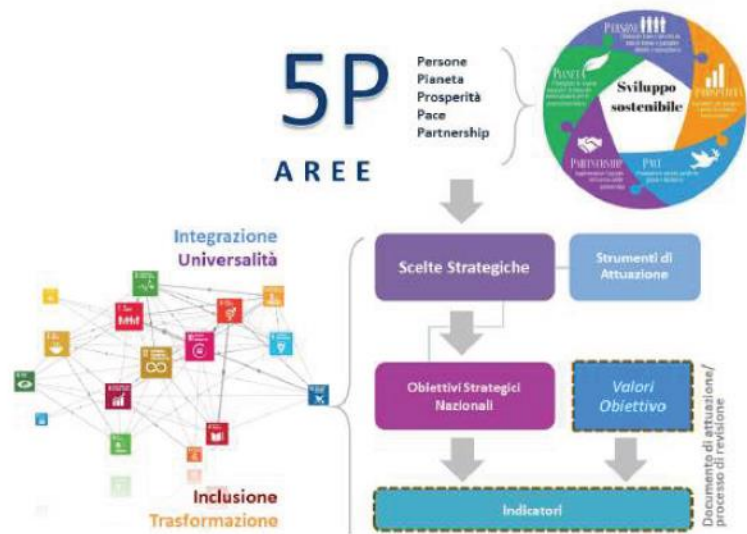 5P
AREE
Persone
Pianeta
Prosperità
Pace
Partnership
PERSONE
PIANETA
PROSPERITÀ
Sviluppo
sostenibile
PARTNERSHIP
PACE
Integrazione
Universalità
Scelte Strategiche
Strumenti di
Attuazione
Obiettivi Strategici
Nazionali
Valori
Obiettivo
Indicatori
Documento di attuazione/
processo di revisione
Inclusione
Trasformazione